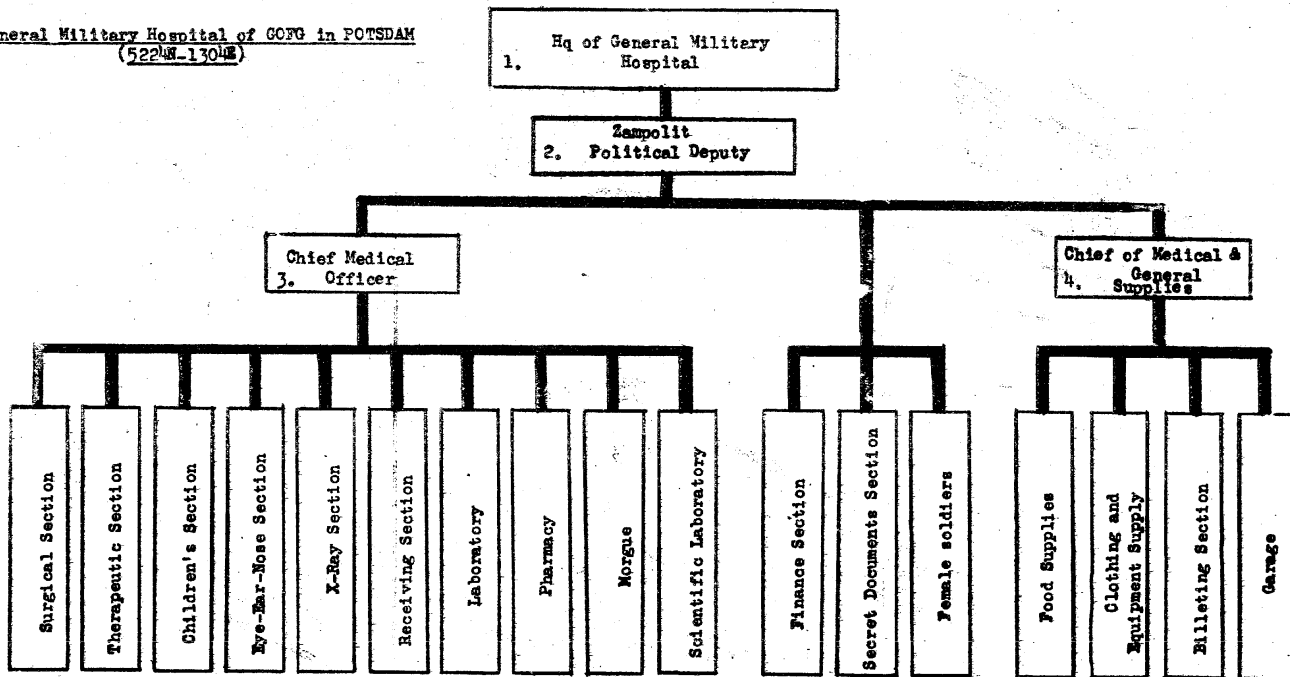 neral Military Hospital of GOFG in POTSDAM
(5224N-1304E)
Hq of General Military
1. Hospital
Zampolit
2. Political Deputy
Chief Medical
3. Officer
Chief of Medical &
General
4. Supplies
Surgical Section
Therapeutic Section
Children's Section
Eye-Ear-Nose Section
X-Ray Section
Receiving Section
Laboratory
Pharmacy
Morgue
Scientific Laboratory
Finance Section
Secret Documents Section
Female soldiers
Food Supplies
Clothing and
Equipment Supply
Billeting Section
Garage